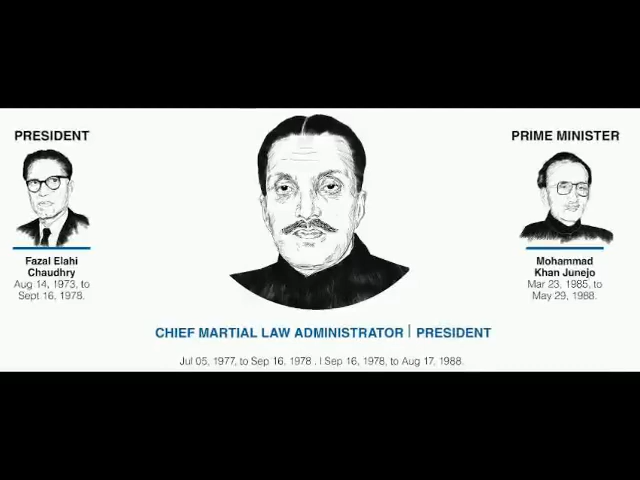 PRESIDENT
Fazal Elahi
Chaudhry
Aug 14, 1973, to
Sept 16, 1978.
CHIEF MARTIAL LAW ADMINISTRATOR | PRESIDENT
Jul 05, 1977, to Sep 16, 1978 . | Sep 16, 1978, to Aug 17, 1988.
PRIME MINISTER
Mohammad
Khan Junejo
Mar 23, 1985, to
May 29, 1988.